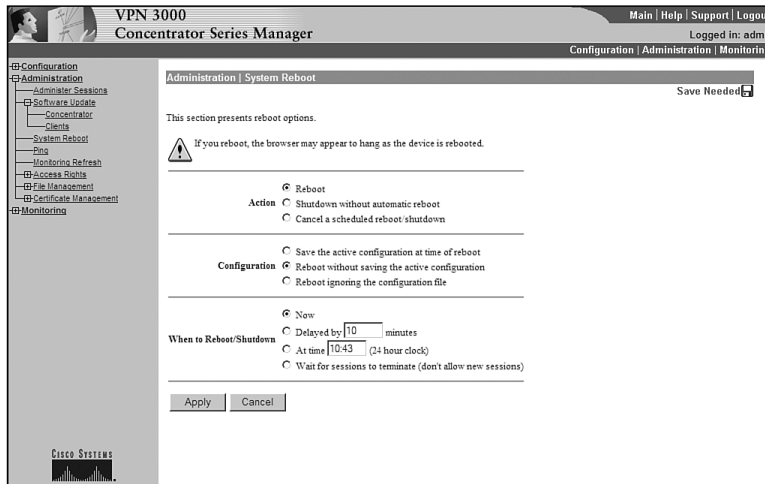 VPN 3000
Concentrator Series Manager
Main | Help | Support | Logou
Logged in: adm
Configuration | Administration | Monitorin
Configuration
Administration
Administer Sessions
Software Update
Concentrator
Clients
System Reboot
Ping
Monitoring Refresh
Access Rights
File Management
Certificate Management
Monitoring
Administration | System Reboot
Save Needed
This section presents reboot options.
If you reboot, the browser may appear to hang as the device is rebooted.
Action
Reboot
Shutdown without automatic reboot
Cancel a scheduled reboot/shutdown
Configuration
Save the active configuration at time of reboot
Reboot without saving the active configuration
Reboot ignoring the configuration file
When to Reboot/Shutdown
Now
Delayed by 10 minutes
At time 10:43 (24 hour clock)
Wait for sessions to terminate (don't allow new sessions)
Apply Cancel
CISCO SYSTEMS